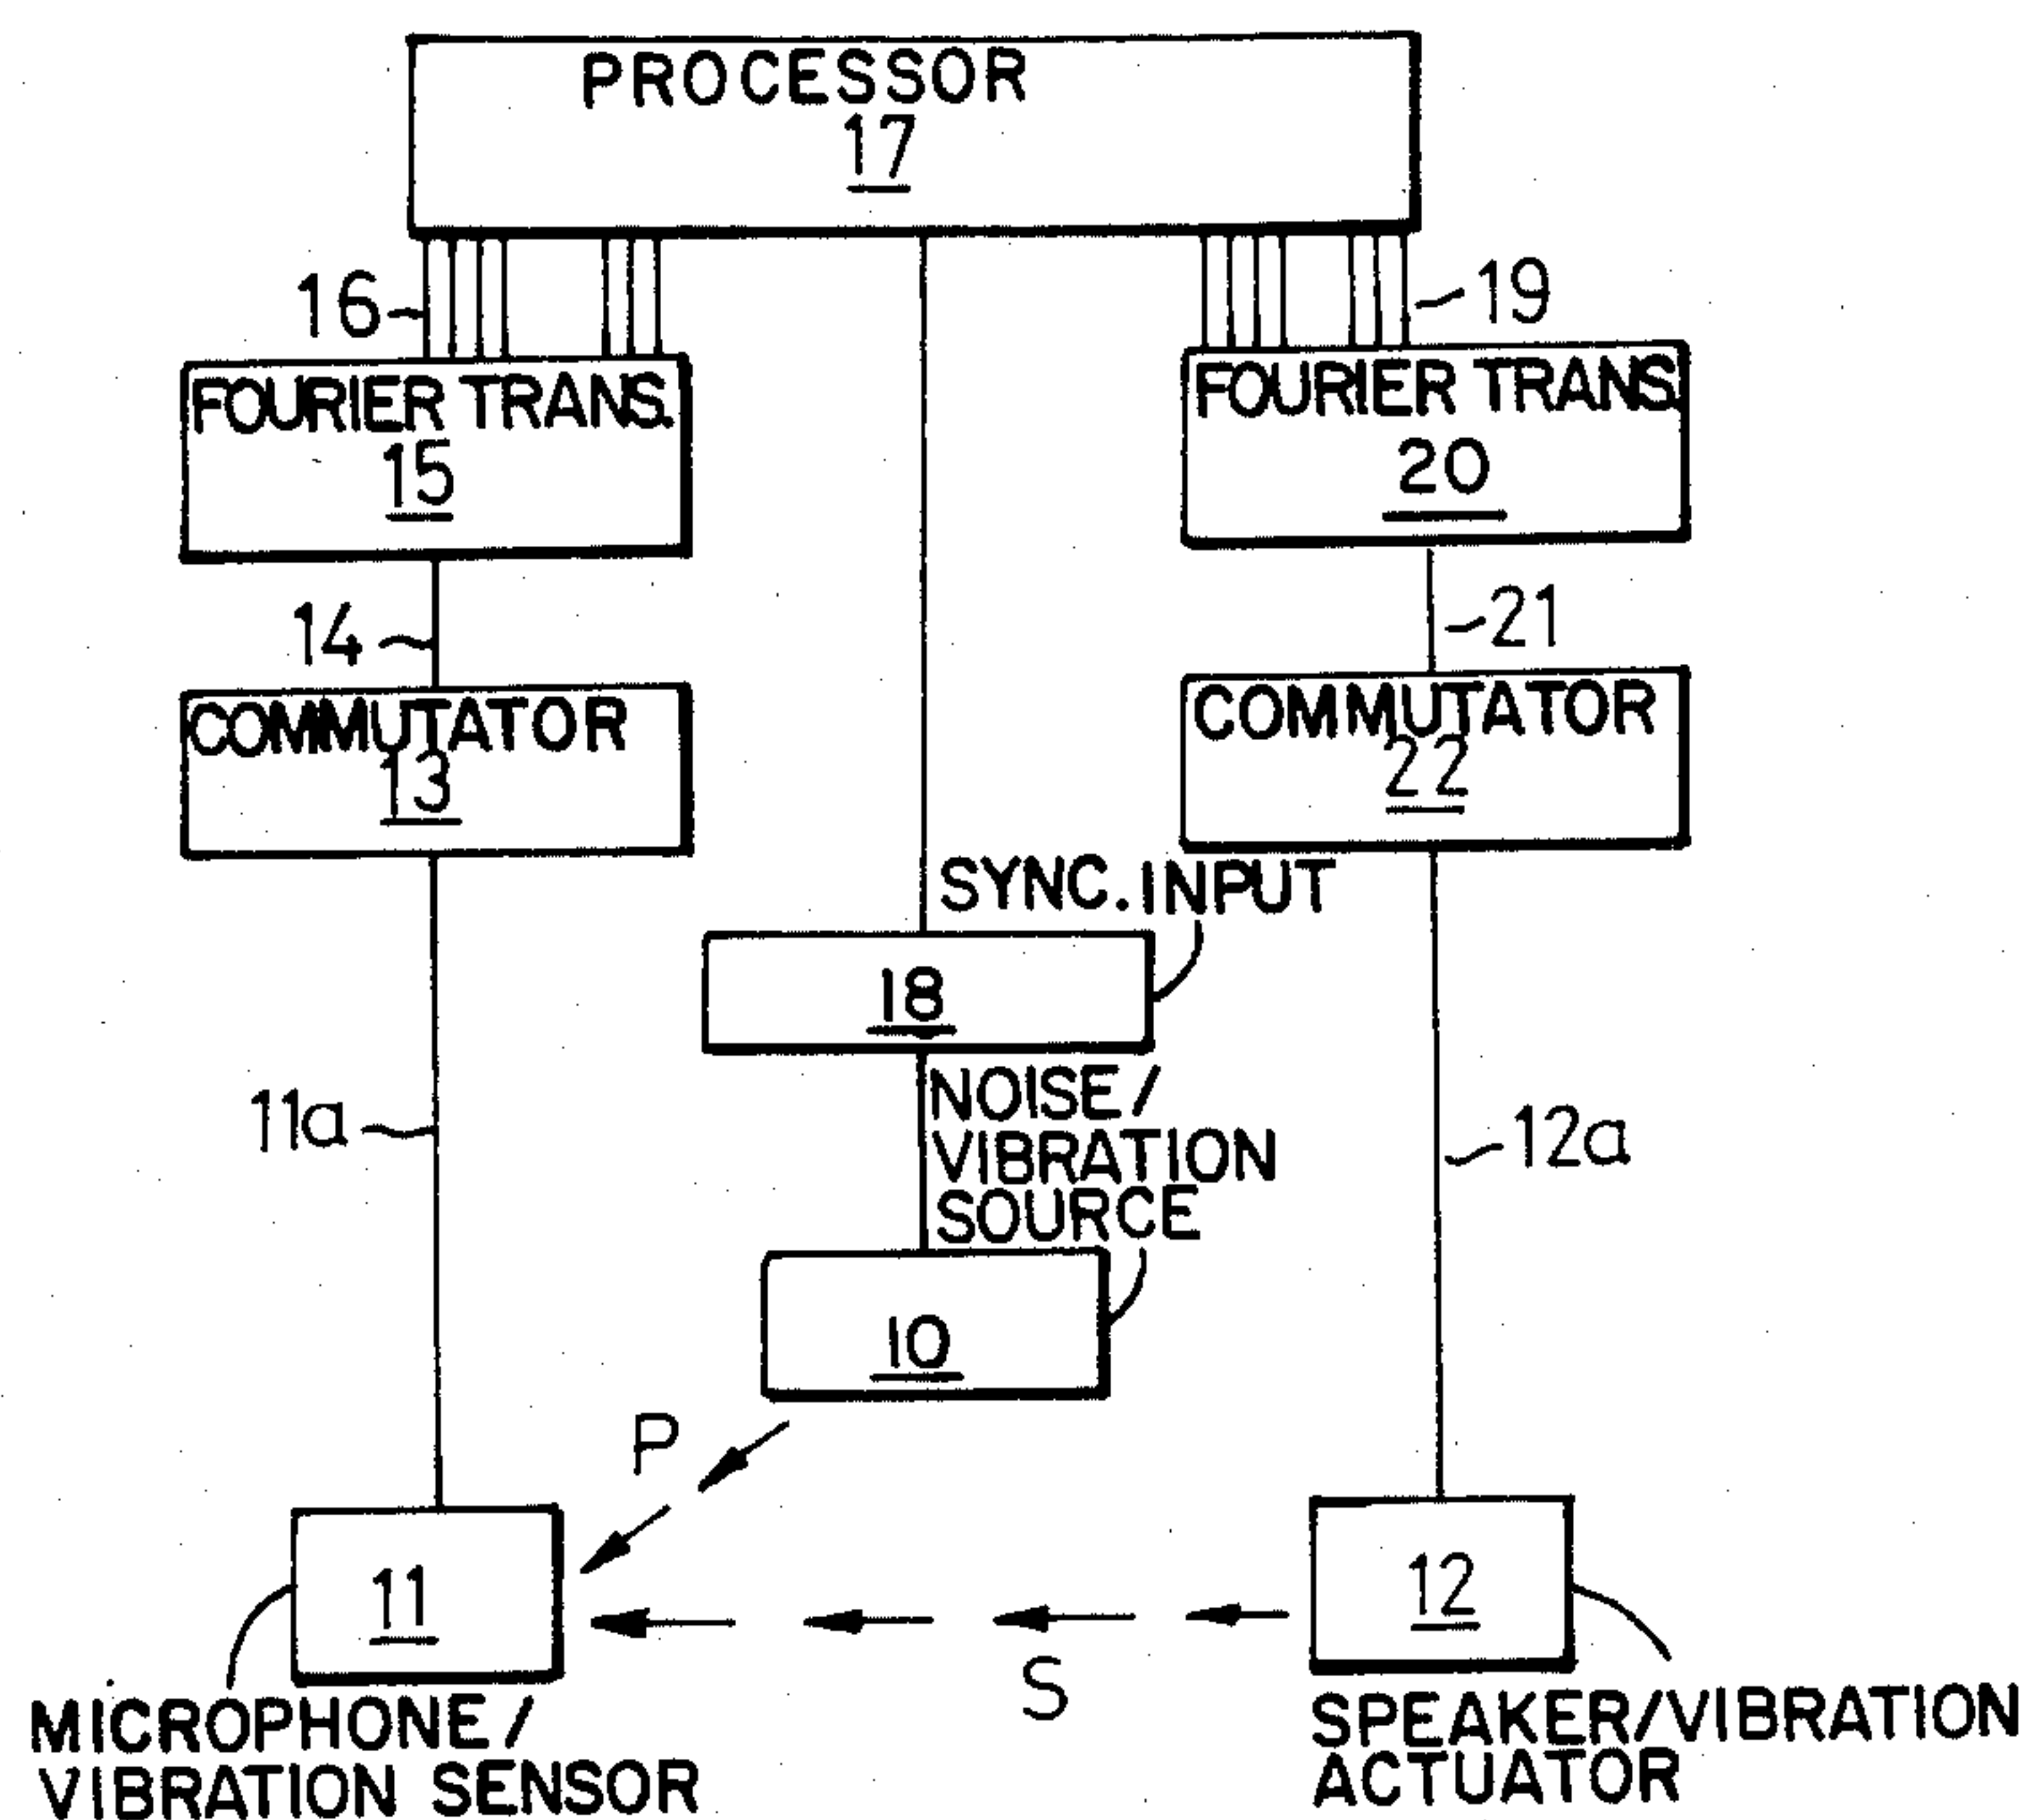 PROCESSOR
17
16
19
FOURIER TRANS.
15
FOURIER TRANS.
20
14
21
COMMUTATOR
13
COMMUTATOR
22
SYNC. INPUT
18
NOISE/
VIBRATION
SOURCE
11a
12a
10
P
11
12
S
MICROPHONE/
VIBRATION SENSOR
SPEAKER/VIBRATION
ACTUATOR